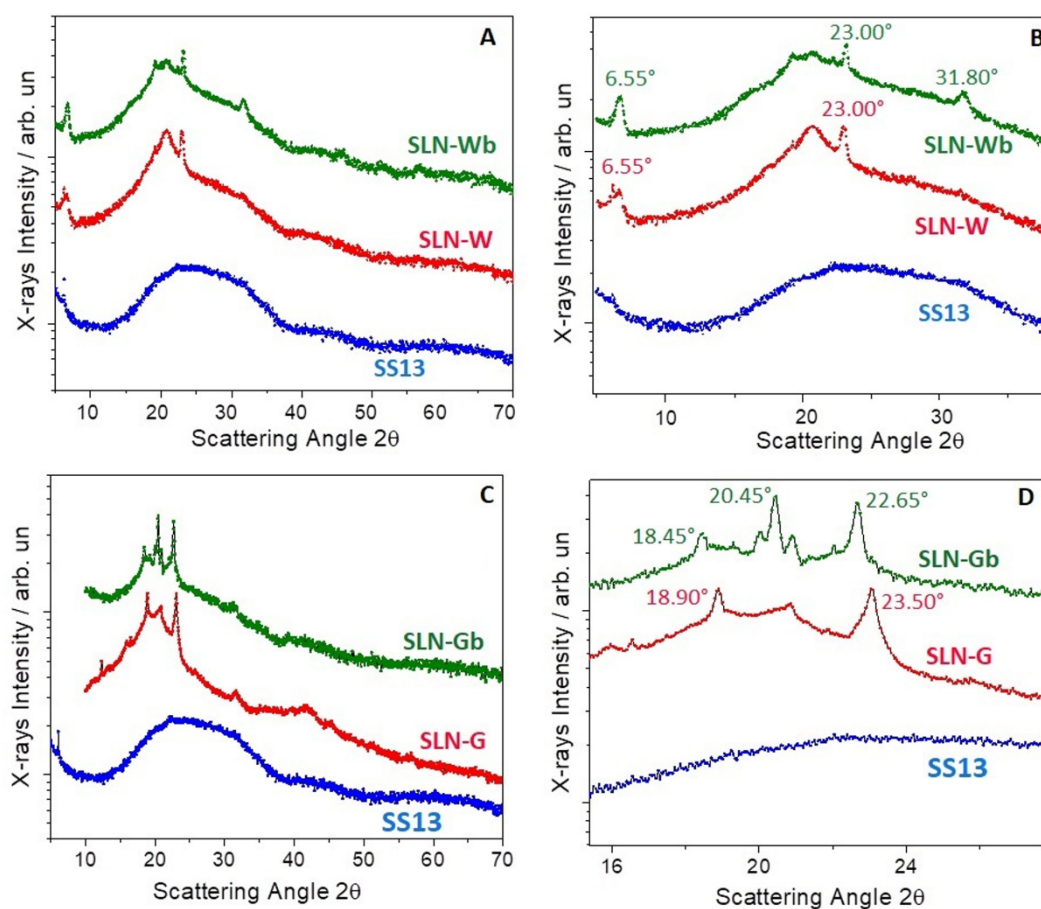 A
X-rays Intensity / arb. un
SLN-Wb
SLN-W
SS13
10 20 30 40 50 60 70
Scattering Angle 2θ
B
X-rays Intensity / arb. un
6.55°
23.00°
31.80°
SLN-Wb
6.55°
23.00°
SLN-W
SS13
10 20 30
Scattering Angle 2θ
C
X-rays Intensity / arb. un
SLN-Gb
SLN-G
SS13
10 20 30 40 50 60 70
Scattering Angle 2θ
D
X-rays Intensity / arb. un
18.45°
20.45°
22.65°
SLN-Gb
18.90°
23.50°
SLN-G
SS13
16 20 24
Scattering Angle 2θ